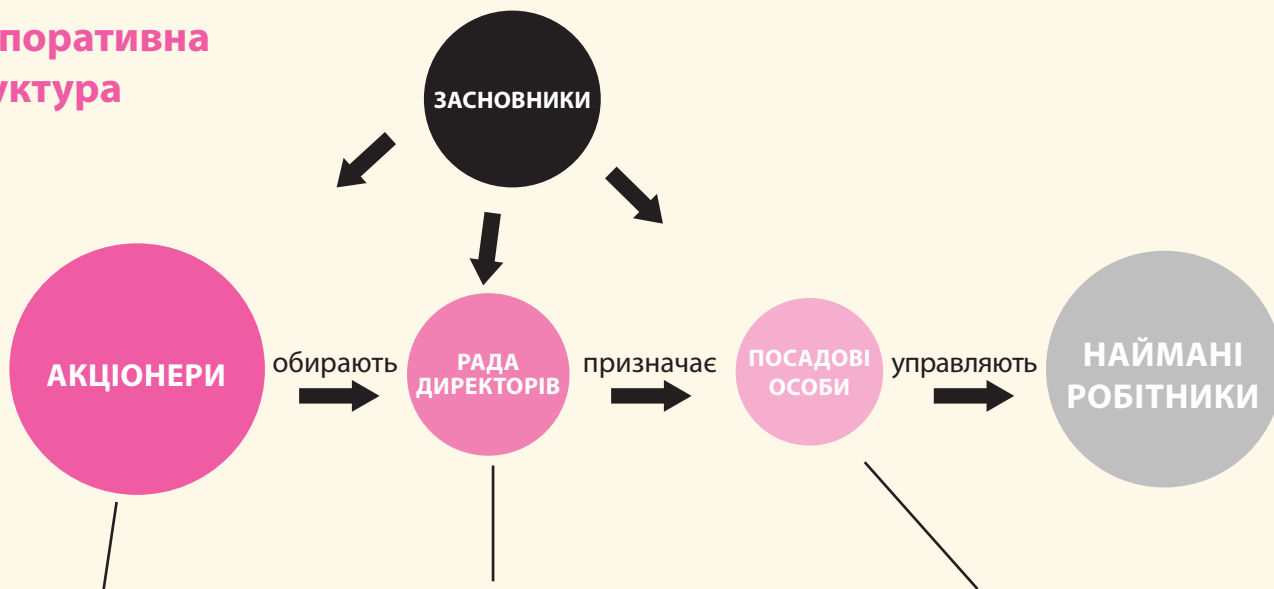 поративна
уктура
ЗАСНОВНИКИ
АКЦІОНЕРИ
обирають
РАДА
ДИРЕКТОРІВ
призначає
ПОСАДОВІ
ОСОБИ
управляють
НАЙМАНІ
РОБІТНИКИ